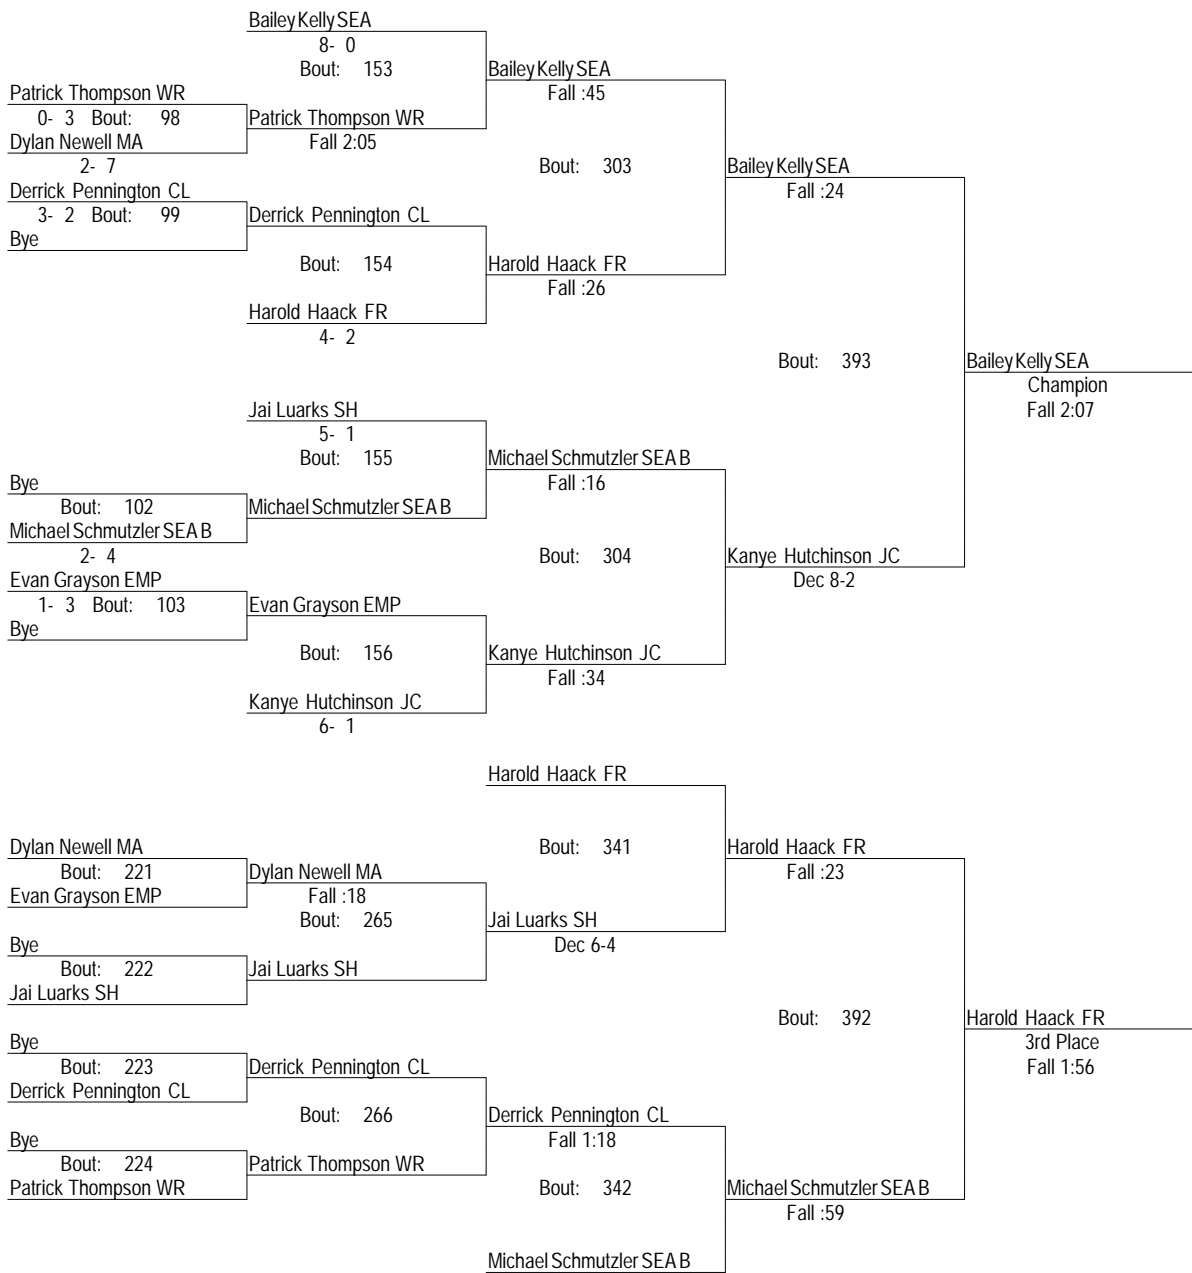 Bailey Kelly SEA
8- 0
Bout: 153
Bailey Kelly SEA
Patrick Thompson WR
Fall :45
0- 3 Bout: 98
Patrick Thompson WR
Dylan Newell MA
Fall 2:05
2- 7
Bout: 303
Bailey Kelly SEA
Derrick Pennington CL
Fall :24
3- 2 Bout: 99
Derrick Pennington CL
Bye
Bout: 154
Harold Haack FR
Fall :26
Harold Haack FR
4- 2
Bout: 393
Bailey Kelly SEA
Champion
Jai Luarks SH
Fall 2:07
5- 1
Bout: 155
Michael Schmutzler SEA B
Bye
Fall :16
Bout: 102
Michael Schmutzler SEA B
Michael Schmutzler SEA B
2- 4
Bout: 304
Kanye Hutchinson JC
Evan Grayson EMP
Dec 8-2
1- 3 Bout: 103
Evan Grayson EMP
Bye
Bout: 156
Kanye Hutchinson JC
Fall :34
Kanye Hutchinson JC
6- 1
Harold Haack FR
Dylan Newell MA
Bout: 341
Harold Haack FR
Bout: 221
Dylan Newell MA
Fall :23
Evan Grayson EMP
Fall :18
Bout: 265
Jai Luarks SH
Bye
Dec 6-4
Bout: 222
Jai Luarks SH
Jai Luarks SH
Bout: 392
Harold Haack FR
Bye
3rd Place
Bout: 223
Derrick Pennington CL
Fall 1:56
Derrick Pennington CL
Bout: 266
Derrick Pennington CL
Bye
Fall 1:18
Bout: 224
Patrick Thompson WR
Patrick Thompson WR
Bout: 342
Michael Schmutzler SEA B
Fall :59
Michael Schmutzler SEA B